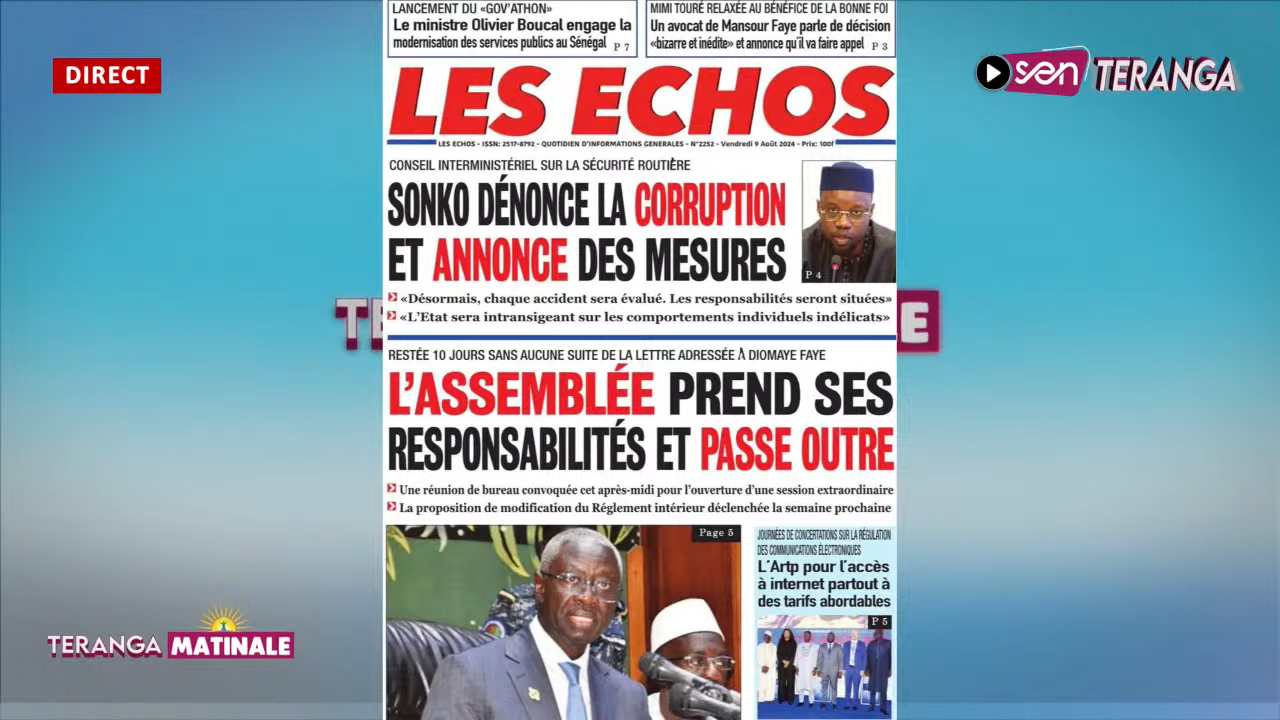 LANCEMENT DU «GOV'ATHON»
Le ministre Olivier Boucal engage la
modernisation des services publics au Sénégal P 7
MIMI TOURÉ RELAXÉE AU BÉNÉFICE DE LA BONNE FOI
Un avocat de Mansour Faye parle de décision
«bizarre et inédite» et annonce qu'il va faire appel P 3
DIRECT
sen TERANGA
LES ECHOS
LES ECHOS - ISSN: 2517-8792 - QUOTIDIEN D'INFORMATIONS GENERALES - N°2252 - Vendredi 9 Août 2024 - Prix: 100f
CONSEIL INTERMINISTÉRIEL SUR LA SÉCURITÉ ROUTIÈRE
SONKO DÉNONCE LA CORRUPTION
ET ANNONCE DES MESURES
P 4
«Désormais, chaque accident sera évalué. Les responsabilités seront situées»
«L'Etat sera intransigeant sur les comportements individuels indélicats»
TE
E
RESTÉE 10 JOURS SANS AUCUNE SUITE DE LA LETTRE ADRESSÉE À DIOMAYE FAYE
L'ASSEMBLÉE PREND SES
RESPONSABILITÉS ET PASSE OUTRE
Une réunion de bureau convoquée cet après-midi pour l'ouverture d'une session extraordinaire
La proposition de modification du Réglement intérieur déclenchée la semaine prochaine
Page 5
JOURNÉES DE CONCERTATIONS SUR LA RÉGULATION
DES COMMUNICATIONS ÉLECTRONIQUES
L'Artp pour l'accès
à internet partout à
des tarifs abordables
P 5
TERANGA MATINALE